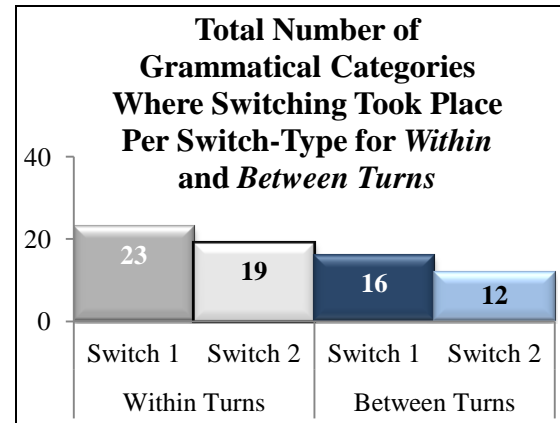 Total Number of
Grammatical Categories
Where Switching Took Place
Per Switch-Type for Within
and Between Turns
40
20
0
23
19
16
12
Switch 1
Switch 2
Switch 1
Switch 2
Within Turns
Between Turns